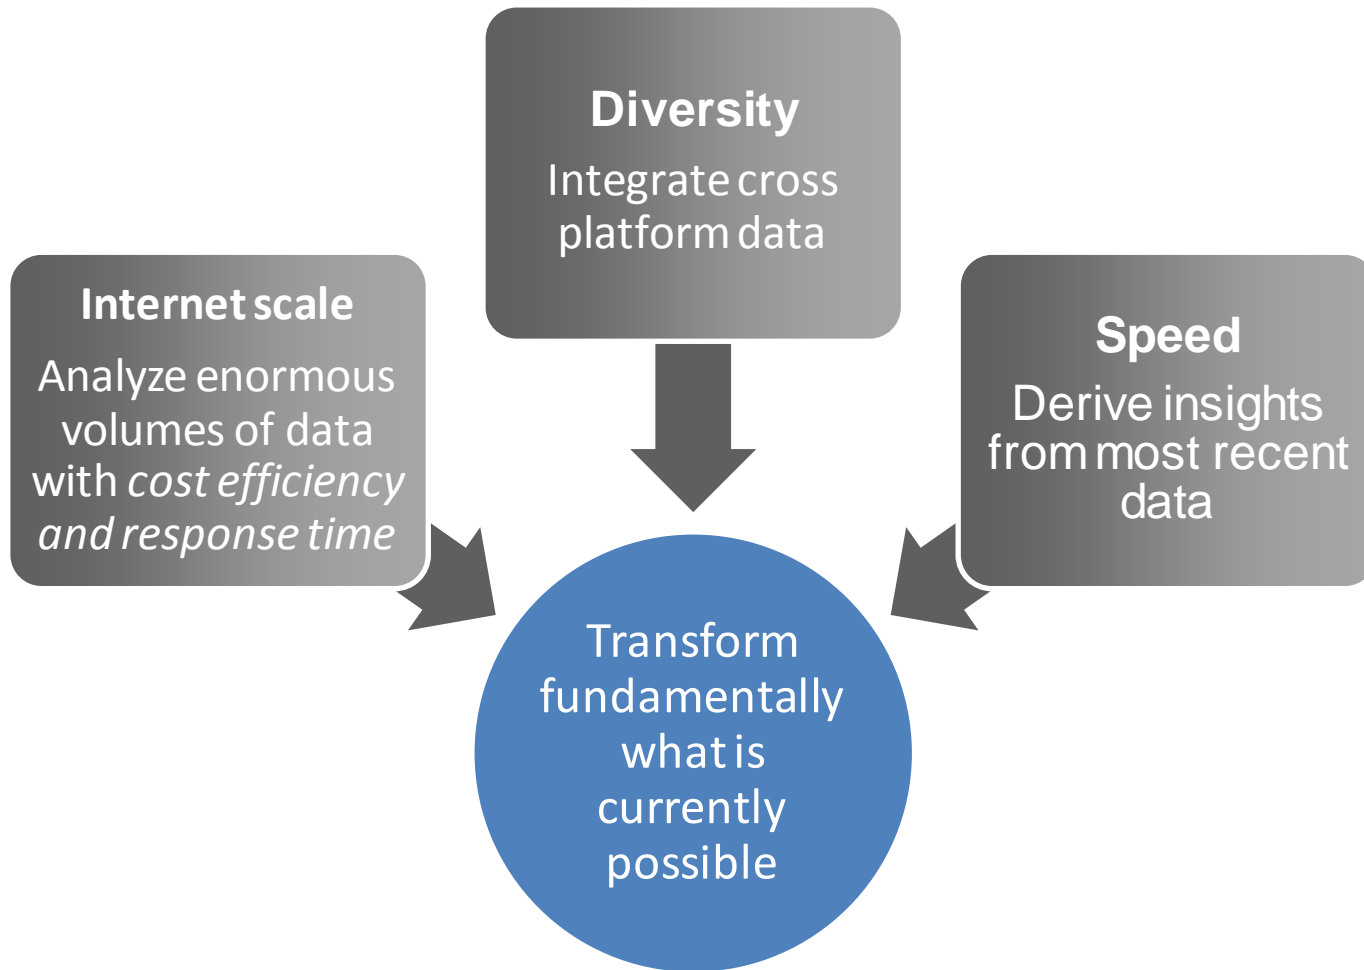 Diversity
Integrate cross
platform data
Internet scale
Analyze enormous
volumes of data
with cost efficiency
and response time
Speed
Derive insights
from most recent
data
Transform
fundamentally
what is
currently
possible